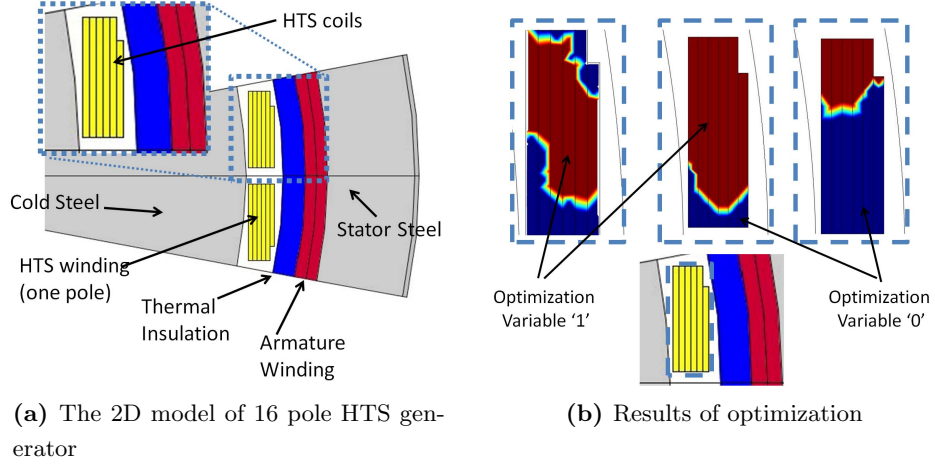 HTS coils
Cold Steel
Stator Steel
HTS winding
(one pole)
Thermal
Insulation
Armature
Winding
(a) The 2D model of 16 pole HTS gen-
erator
Optimization
Variable ‘1’
Optimization
Variable ‘0’
(b) Results of optimization